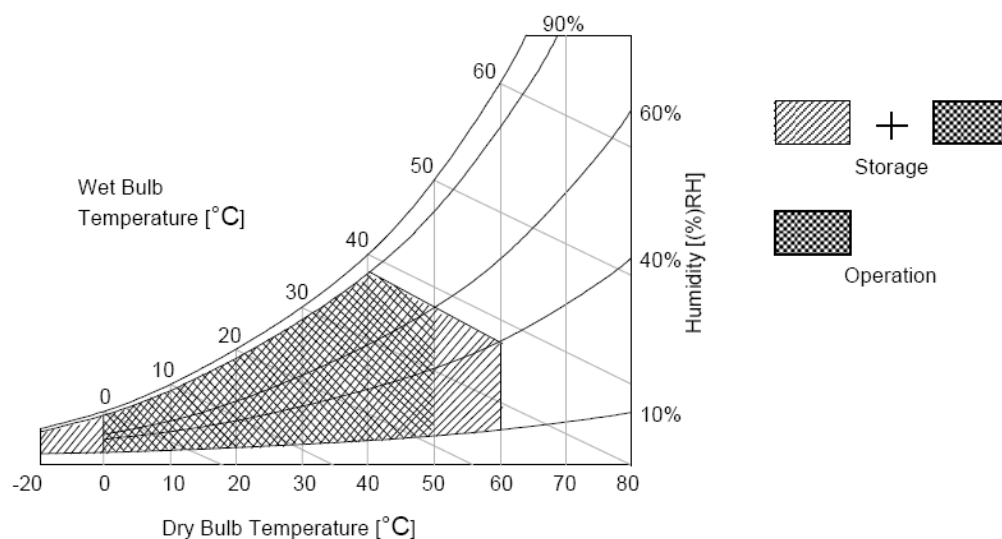 90%
60
60%
50
Storage
Wet Bulb
Temperature [°C]
Humidity [(%)RH]
40
40%
30
Operation
20
10
0
10%
-20 0 10 20 30 40 50 60 70 80
Dry Bulb Temperature [°C]